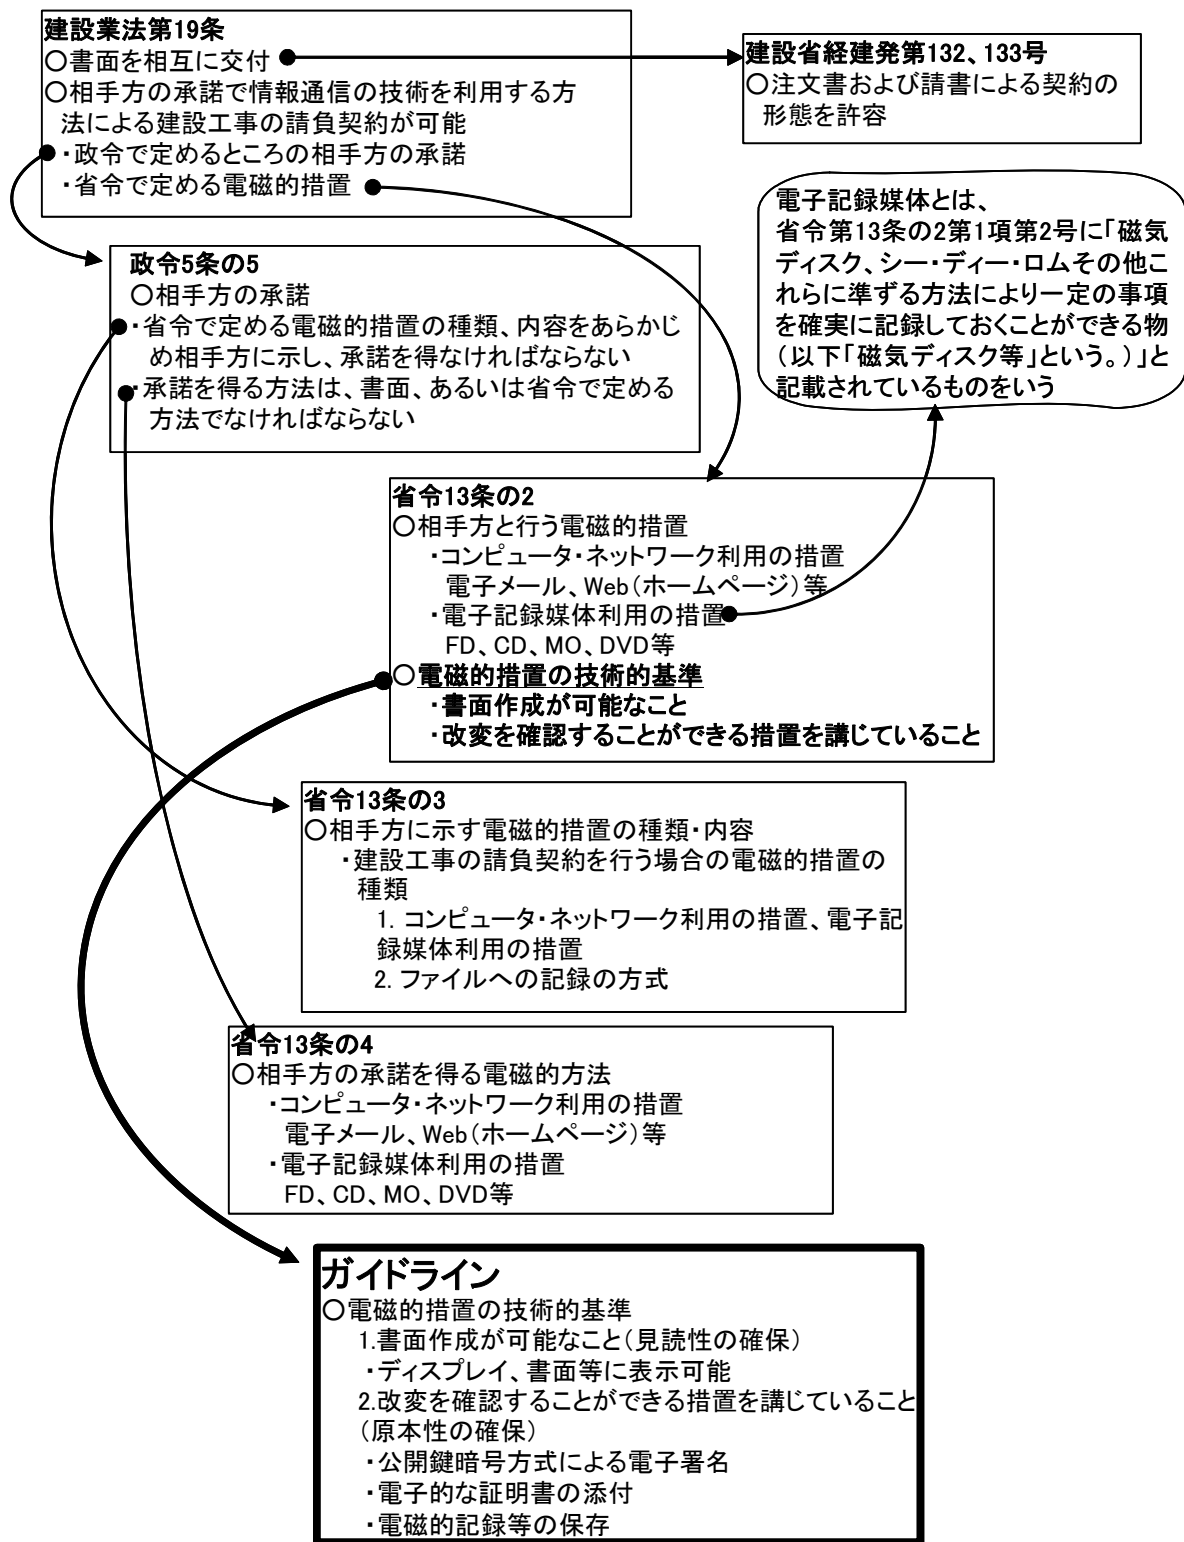 建設業法第19条
○書面を相互に交付
○相手方の承諾で情報通信の技術を利用する方
法による建設工事の請負契約が可能
・政令で定めるところの相手方の承諾
・省令で定める電磁的措置
建設省経建発第132、133号
○注文書および請書による契約の
形態を許容
電子記録媒体とは、
省令第13条の2第1項第2号に「磁気
ディスク、シー・ディー・ロムその他こ
れらに準ずる方法により一定の事項
を確実に記録しておくことができる物
（以下「磁気ディスク等」という。）」と
記載されているものをいう
政令5条の5
○相手方の承諾
・省令で定める電磁的措置の種類、内容をあらかじ
め相手方に示し、承諾を得なければならない
・承諾を得る方法は、書面、あるいは省令で定める
方法でなければならない
省令13条の2
○相手方と行う電磁的措置
・コンピュータ・ネットワーク利用の措置
電子メール、Web（ホームページ）等
・電子記録媒体利用の措置
FD、CD、MO、DVD等
○電磁的措置の技術的基準
・書面作成が可能なこと
・改変を確認することができる措置を講じていること
省令13条の3
○相手方に示す電磁的措置の種類・内容
・建設工事の請負契約を行う場合の電磁的措置の
種類
1. コンピュータ・ネットワーク利用の措置、電子記
録媒体利用の措置
2. ファイルへの記録の方式
省令13条の4
○相手方の承諾を得る電磁的方法
・コンピュータ・ネットワーク利用の措置
電子メール、Web（ホームページ）等
・電子記録媒体利用の措置
FD、CD、MO、DVD等
ガイドライン
○電磁的措置の技術的基準
1.書面作成が可能なこと（見読性の確保）
・ディスプレイ、書面等に表示可能
2.改変を確認することができる措置を講じていること
（原本性の確保）
・公開鍵暗号方式による電子署名
・電子的な証明書の添付
・電磁的記録等の保存